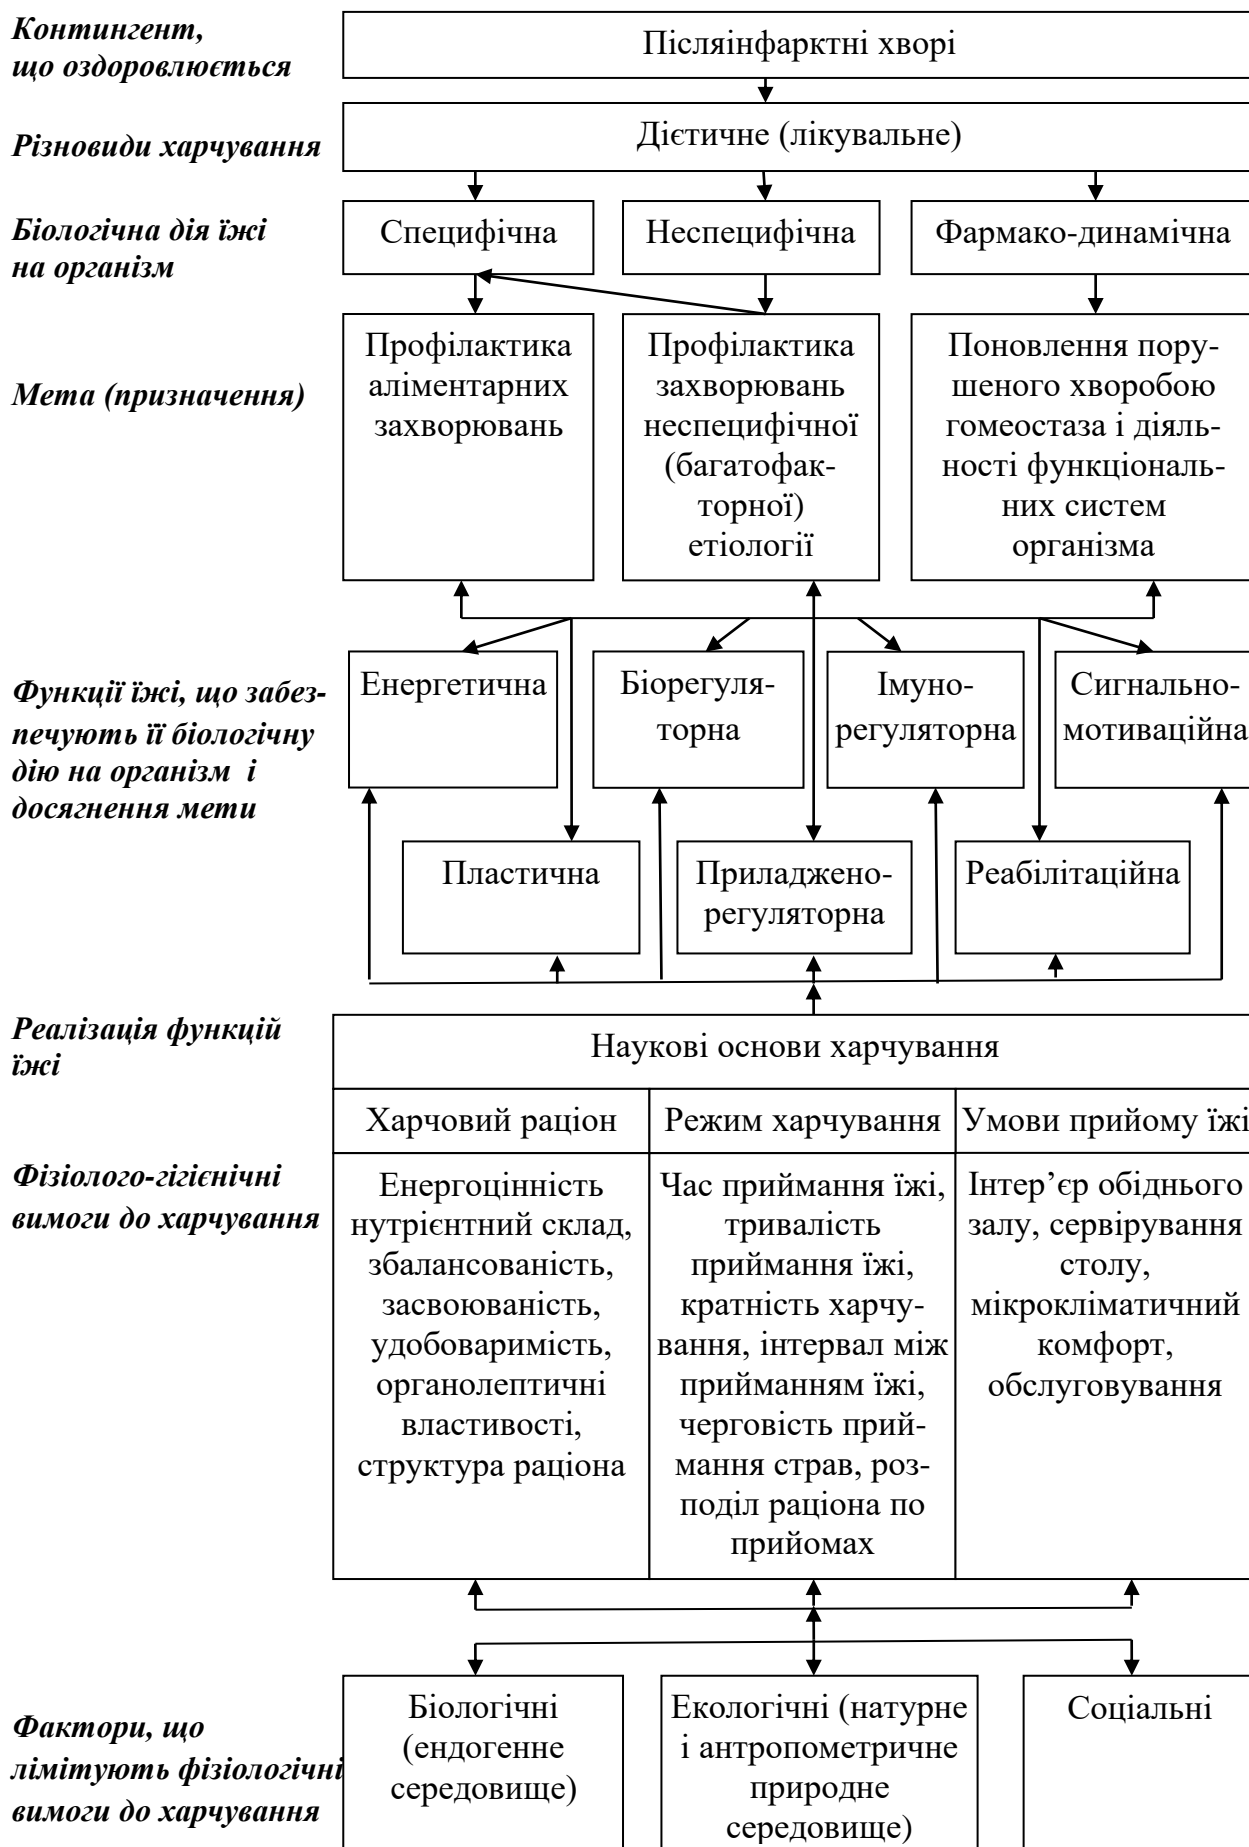 Контингент,
що оздоровлюється
Післяінфарктні хворі
Різновиди харчування
Дієтичне (лікувальне)
Біологічна дія їжі
на організм
Специфічна
Неспецифічна
Фармако-динамічна
Мета (призначення)
Профілактика
аліментарних
захворювань
Профілактика
захворювань
неспецифічної
(багатофак-
торної)
етіології
Поновлення пору-
шеного хворобою
гомеостаза і діяль-
ності функціональ-
них систем
організма
Функції їжі, що забез-
печують її біологічну
дію на організм і
досягнення мети
Енергетична
Біорегуля-
торна
Імуно-
регуляторна
Сигнально-
мотиваційна
Пластична
Приладжено-
регуляторна
Реабілітаційна
Реалізація функцій
їжі
Наукові основи харчування
Харчовий раціон
Режим харчування
Умови прийому їжі
Фізіолого-гігієнічні
вимоги до харчування
Енергоцінність
нутрієнтний склад,
збалансованість,
засвоюваність,
удобоваримість,
органолептичні
властивості,
структура раціона
Час приймання їжі,
тривалість
приймання їжі,
кратність харчу-
вання, інтервал між
прийманням їжі,
черговість прий-
мання страв, роз-
поділ раціона по
прийомах
Інтер’єр обіднього
залу, сервірування
столу,
мікрокліматичний
комфорт,
обслуговування
Фактори, що
лімітують фізіологічні
вимоги до харчування
Біологічні
(ендогенне
середовище)
Екологічні (натурне
і антропометричне
природне
середовище)
Соціальні